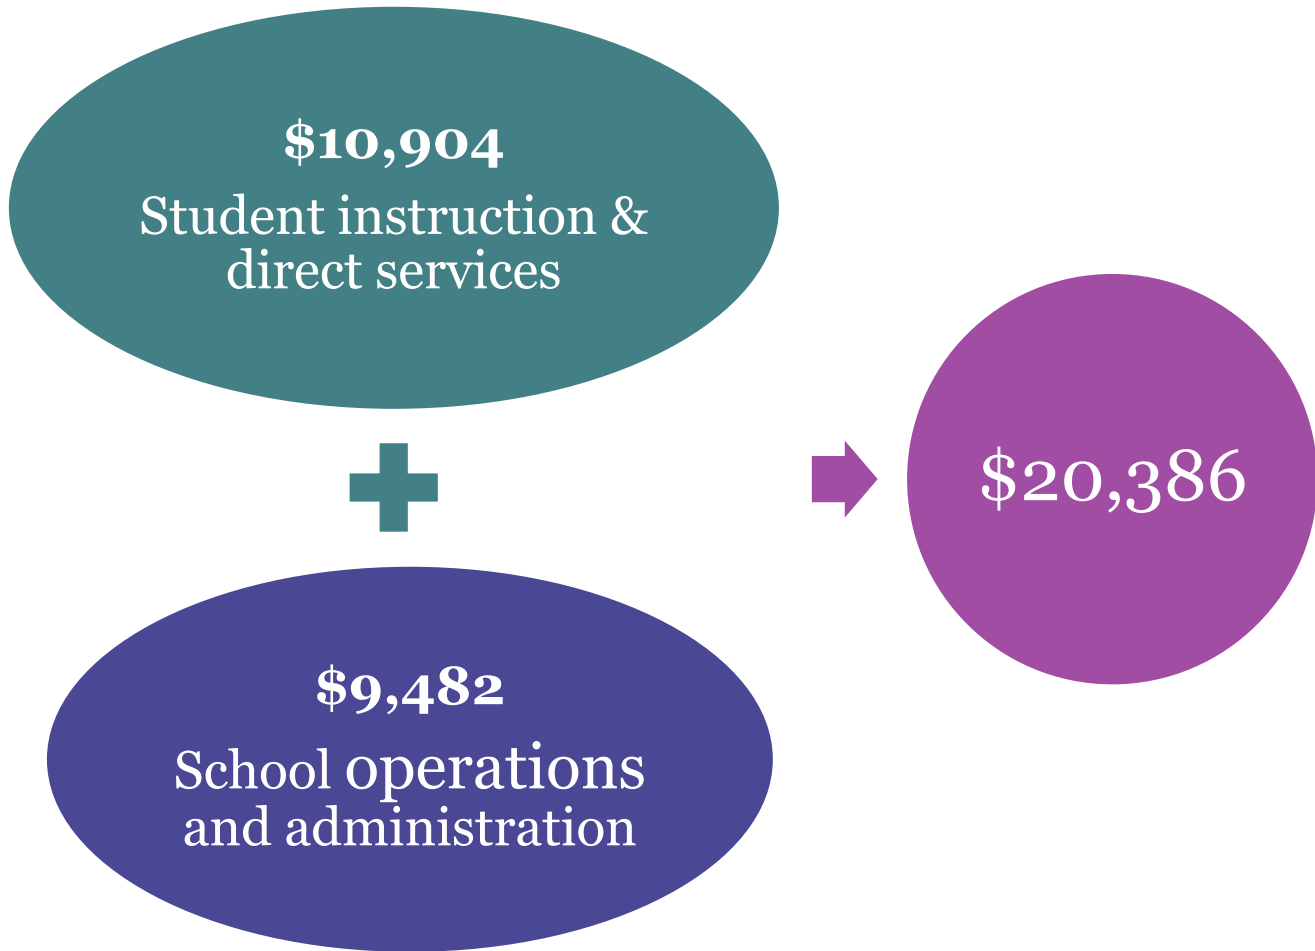 $10,904
Student instruction &
direct services
$20,386
$9,482
School operations
and administration